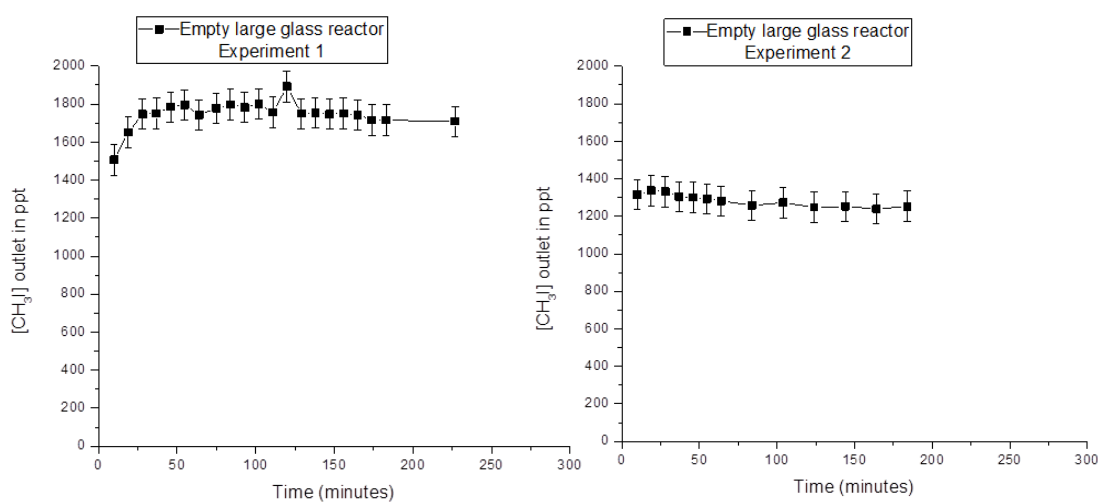 Empty large glass reactor
Experiment 1
2000
1800
1600
1400
1200
1000
800
600
400
200
0
[CH₃I] outlet in ppt
0 50 100 150 200 250 300
Time (minutes)
Empty large glass reactor
Experiment 2
2000
1800
1600
1400
1200
1000
800
600
400
200
0
[CH₃I] outlet in ppt
0 50 100 150 200 250 300
Time (minutes)